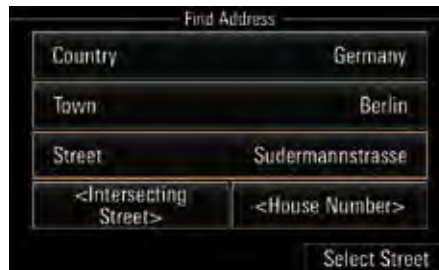 Find Address
Country Germany
Town Berlin
Street Sudermannstrasse
<Intersecting
Street>
<House Number>
Select Street